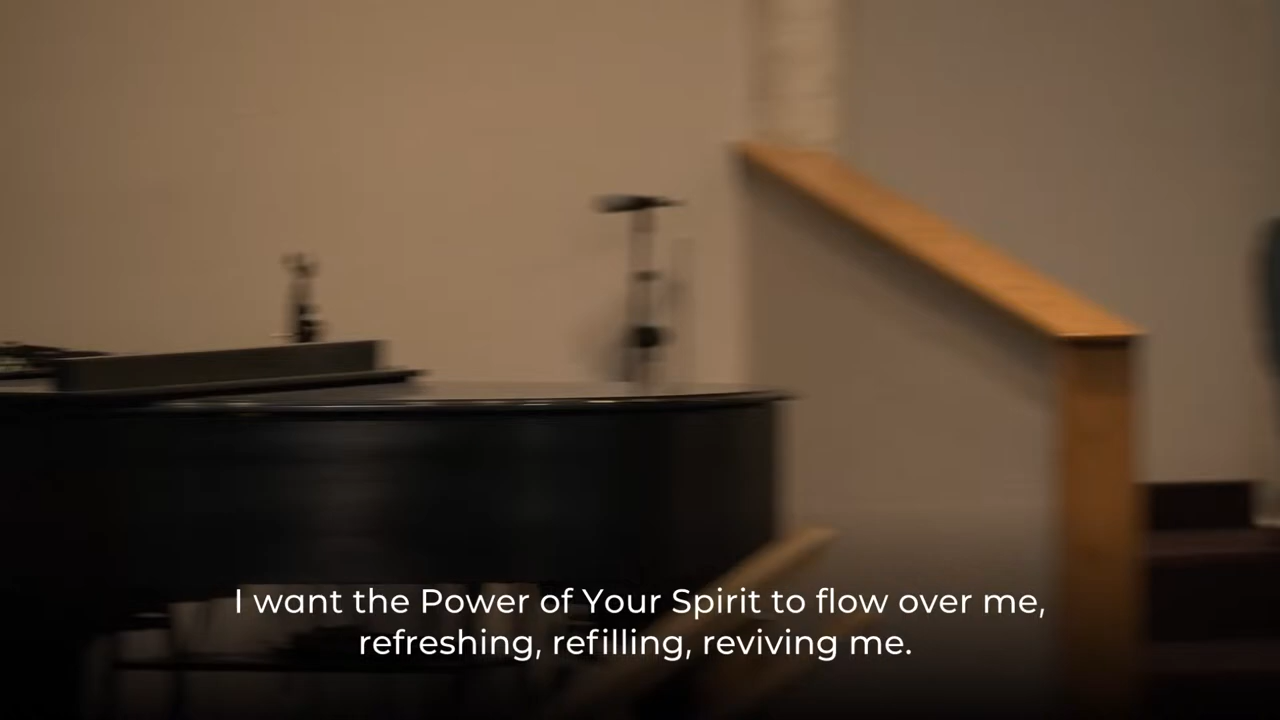 I want the Power of Your Spirit to flow over me,
refreshing, refilling, reviving me.